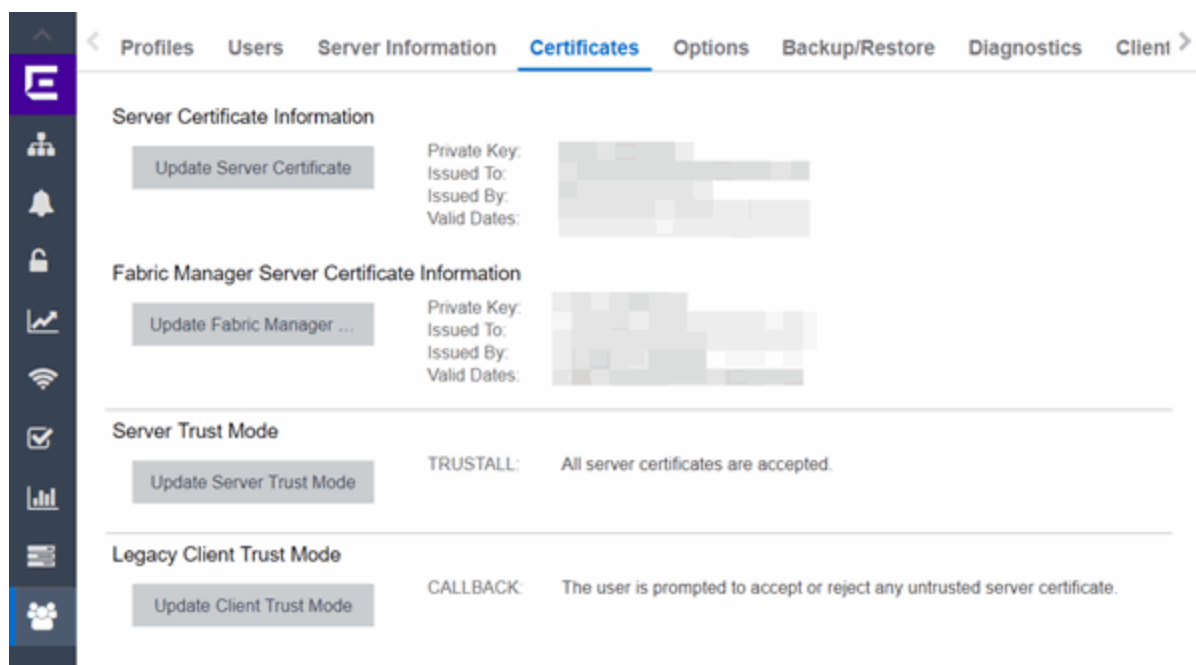 Profiles Users Server Information Certificates Options Backup/Restore Diagnostics Client
Server Certificate Information
Update Server Certificate
Private Key:
Issued To:
Issued By:
Valid Dates:
Fabric Manager Server Certificate Information
Update Fabric Manager ...
Private Key:
Issued To:
Issued By:
Valid Dates:
Server Trust Mode
Update Server Trust Mode
TRUSTALL: All server certificates are accepted.
Legacy Client Trust Mode
Update Client Trust Mode
CALLBACK: The user is prompted to accept or reject any untrusted server certificate.